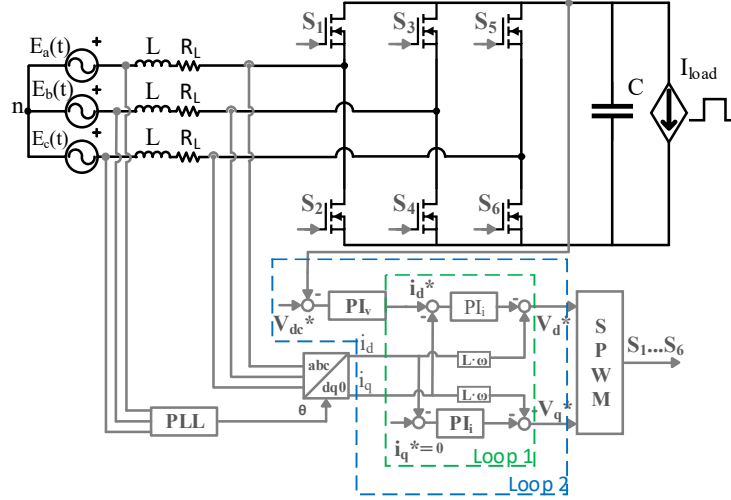 S1 S3 S5
Ea(t) + L RL
Iload
n Eb(t) + L RL C
Ec(t) + L RL
S2 S4 S6
id*
- PIv PIi -
Vdc* - Vd*
S P W M
S1...S6
id L·ω
abc
iq L·ω
dq0
θ - PIi - -Vq*
PLL
iq*=0
Loop 1
Loop 2